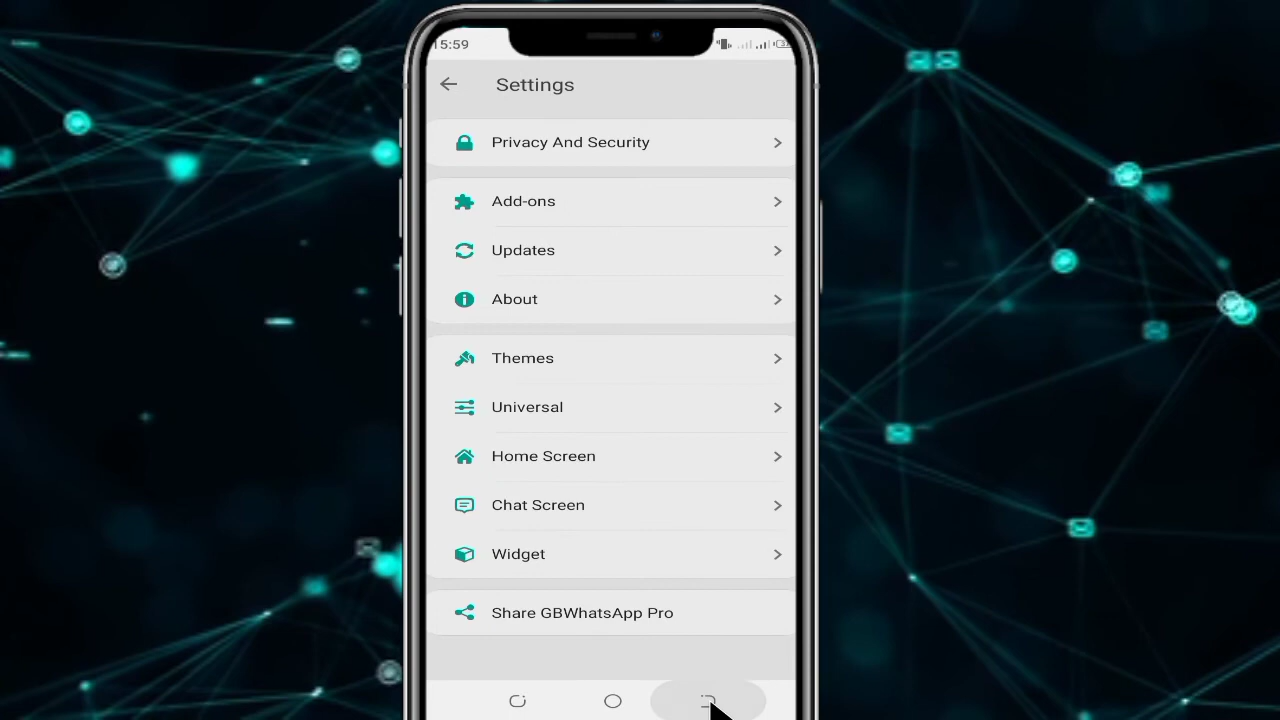 15:59
Settings
Privacy And Security
Add-ons
Updates
About
Themes
Universal
Home Screen
Chat Screen
Widget
Share GBWhatsApp Pro